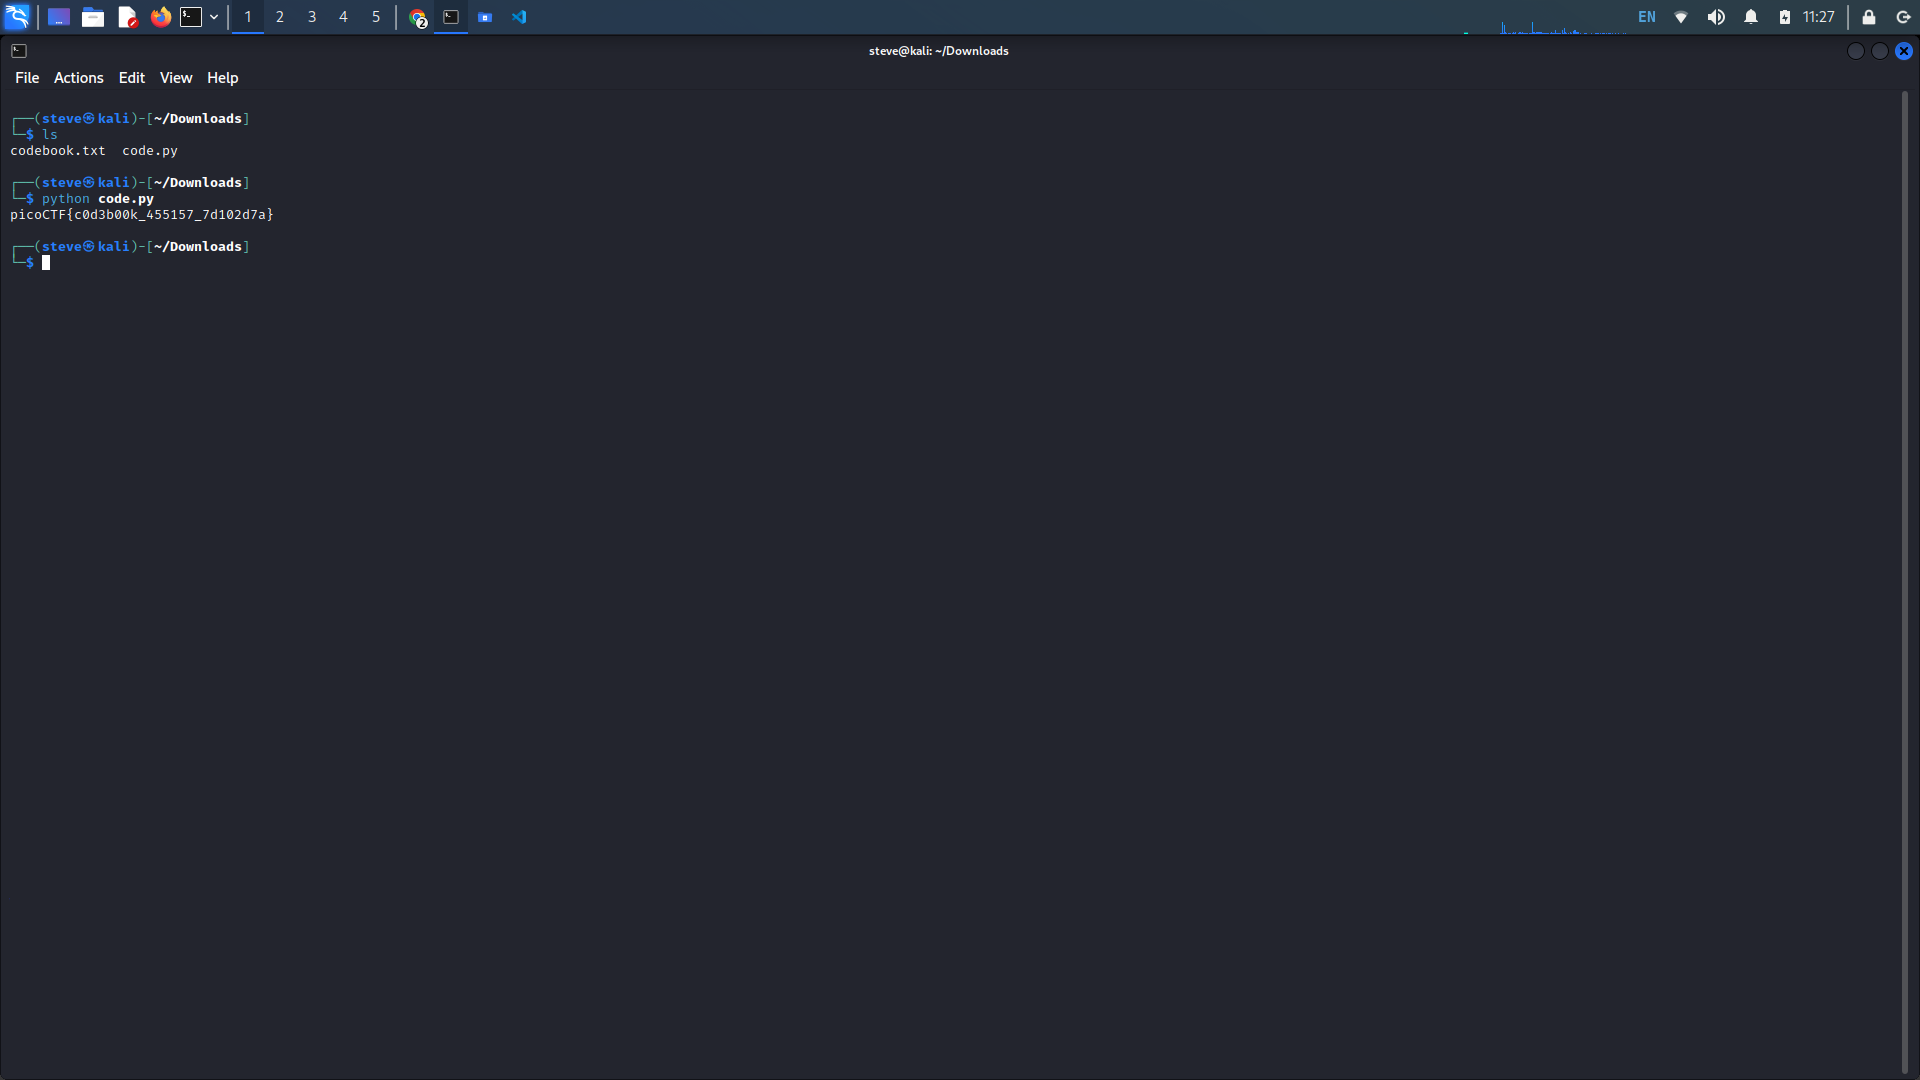 1 2 3 4 5 2 EN 11:27
steve@kali: ~/Downloads
File Actions Edit View Help
┌──(steve㉿kali)-[~/Downloads]
└─$ ls
codebook.txt  code.py
┌──(steve㉿kali)-[~/Downloads]
└─$ python code.py
picoCTF{c0d3b00k_455157_7d102d7a}
┌──(steve㉿kali)-[~/Downloads]
└─$